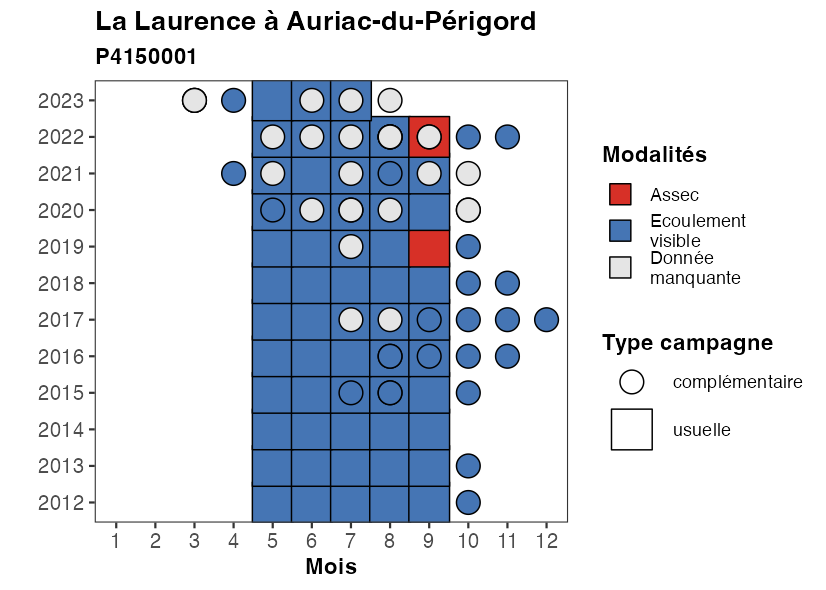 La Laurence à Auriac-du-Périgord
P4150001
2023
2022
2021
2020
2019
2018
2017
2016
2015
2014
2013
2012
1 2 3 4 5 6 7 8 9 10 11 12
Mois
Modalités
Assec
Ecoulement
visible
Donnée
manquante
Type campagne
complémentaire
usuelle